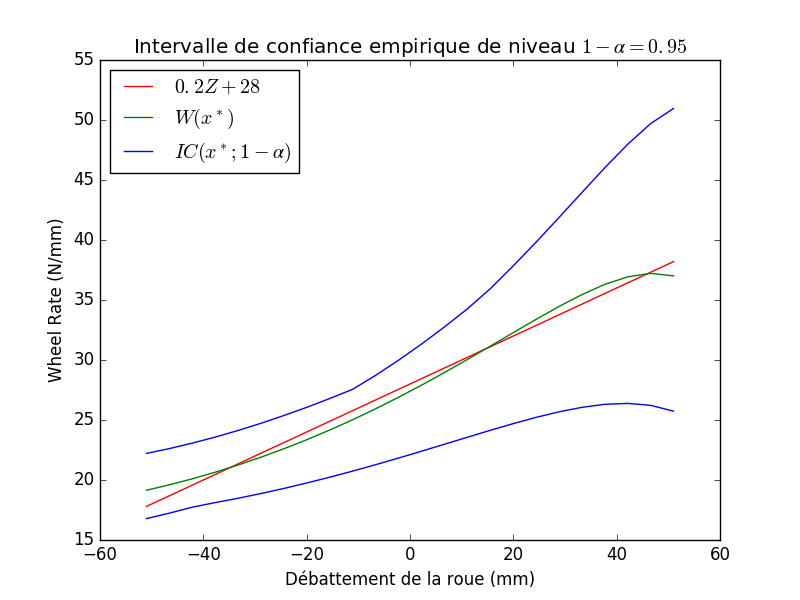 Intervalle de confiance empirique de niveau 1 − α = 0.95
55
50
45
40
35
30
25
20
15
Wheel Rate (N/mm)
0.2Z + 28
W(x*)
IC(x*; 1 − α)
−60 −40 −20 0 20 40 60
Débattement de la roue (mm)